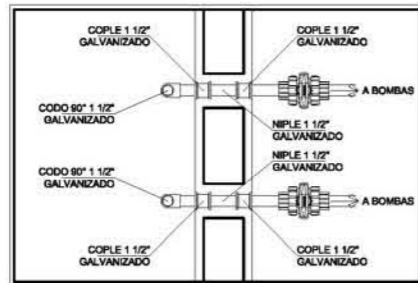 COPLE 1 1/2"
GALVANIZADO
COPLE 1 1/2"
GALVANIZADO
A BOMBAS
CODO 90° 1 1/2"
GALVANIZADO
NIPLE 1 1/2"
GALVANIZADO
NIPLE 1 1/2"
GALVANIZADO
CODO 90° 1 1/2"
GALVANIZADO
A BOMBAS
COPLE 1 1/2"
GALVANIZADO
COPLE 1 1/2"
GALVANIZADO